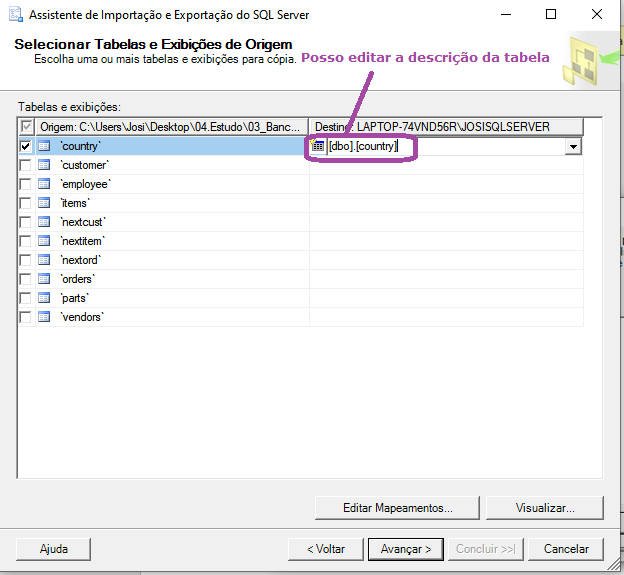 Assistente de Importação e Exportação do SQL Server
Selecionar Tabelas e Exibições de Origem
Escolha uma ou mais tabelas e exibições para cópia. Posso editar a descrição da tabela
Tabelas e exibições:
Origem: C:\Users\Josi\Desktop\04.Estudo\03_Banc... Destino: LAPTOP-74VND56R\JOSISQLSERVER
`country` [dbo].[country]
`customer`
`employee`
`items`
`nextcust`
`nextitem`
`nextord`
`orders`
`parts`
`vendors`
Editar Mapeamentos... Visualizar...
Ajuda < Voltar Avançar > Concluir >>| Cancelar